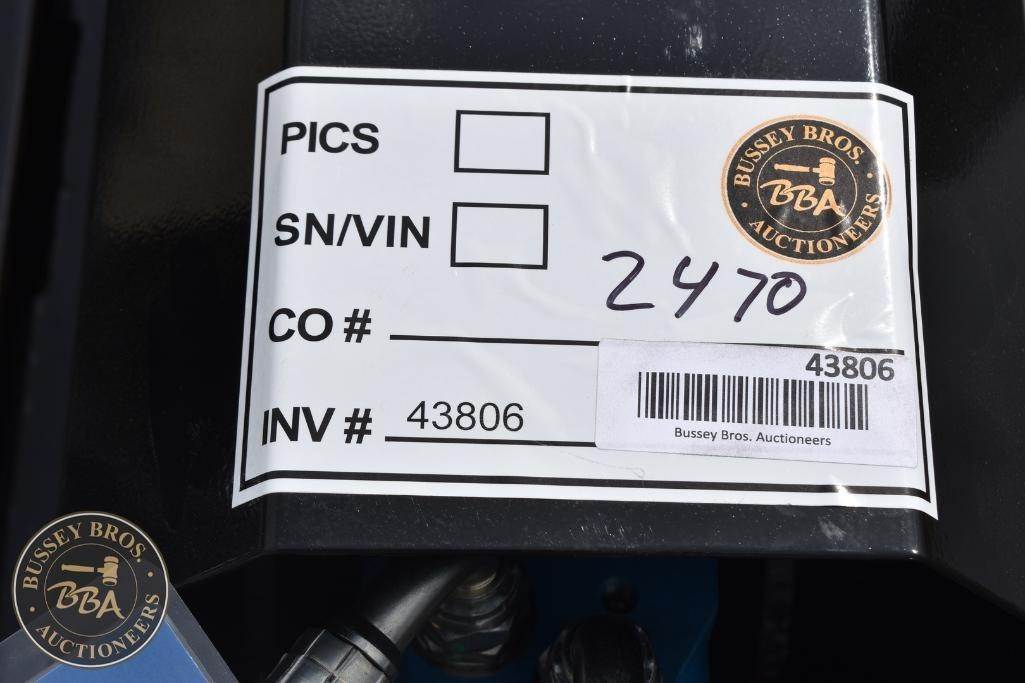 PICS
BUSSEY BROS.
BBA
AUCTIONEERS
SN/VIN
2470
CO #
43806
INV # 43806
Bussey Bros. Auctioneers
BUSSEY BROS.
BBA
AUCTIONEERS